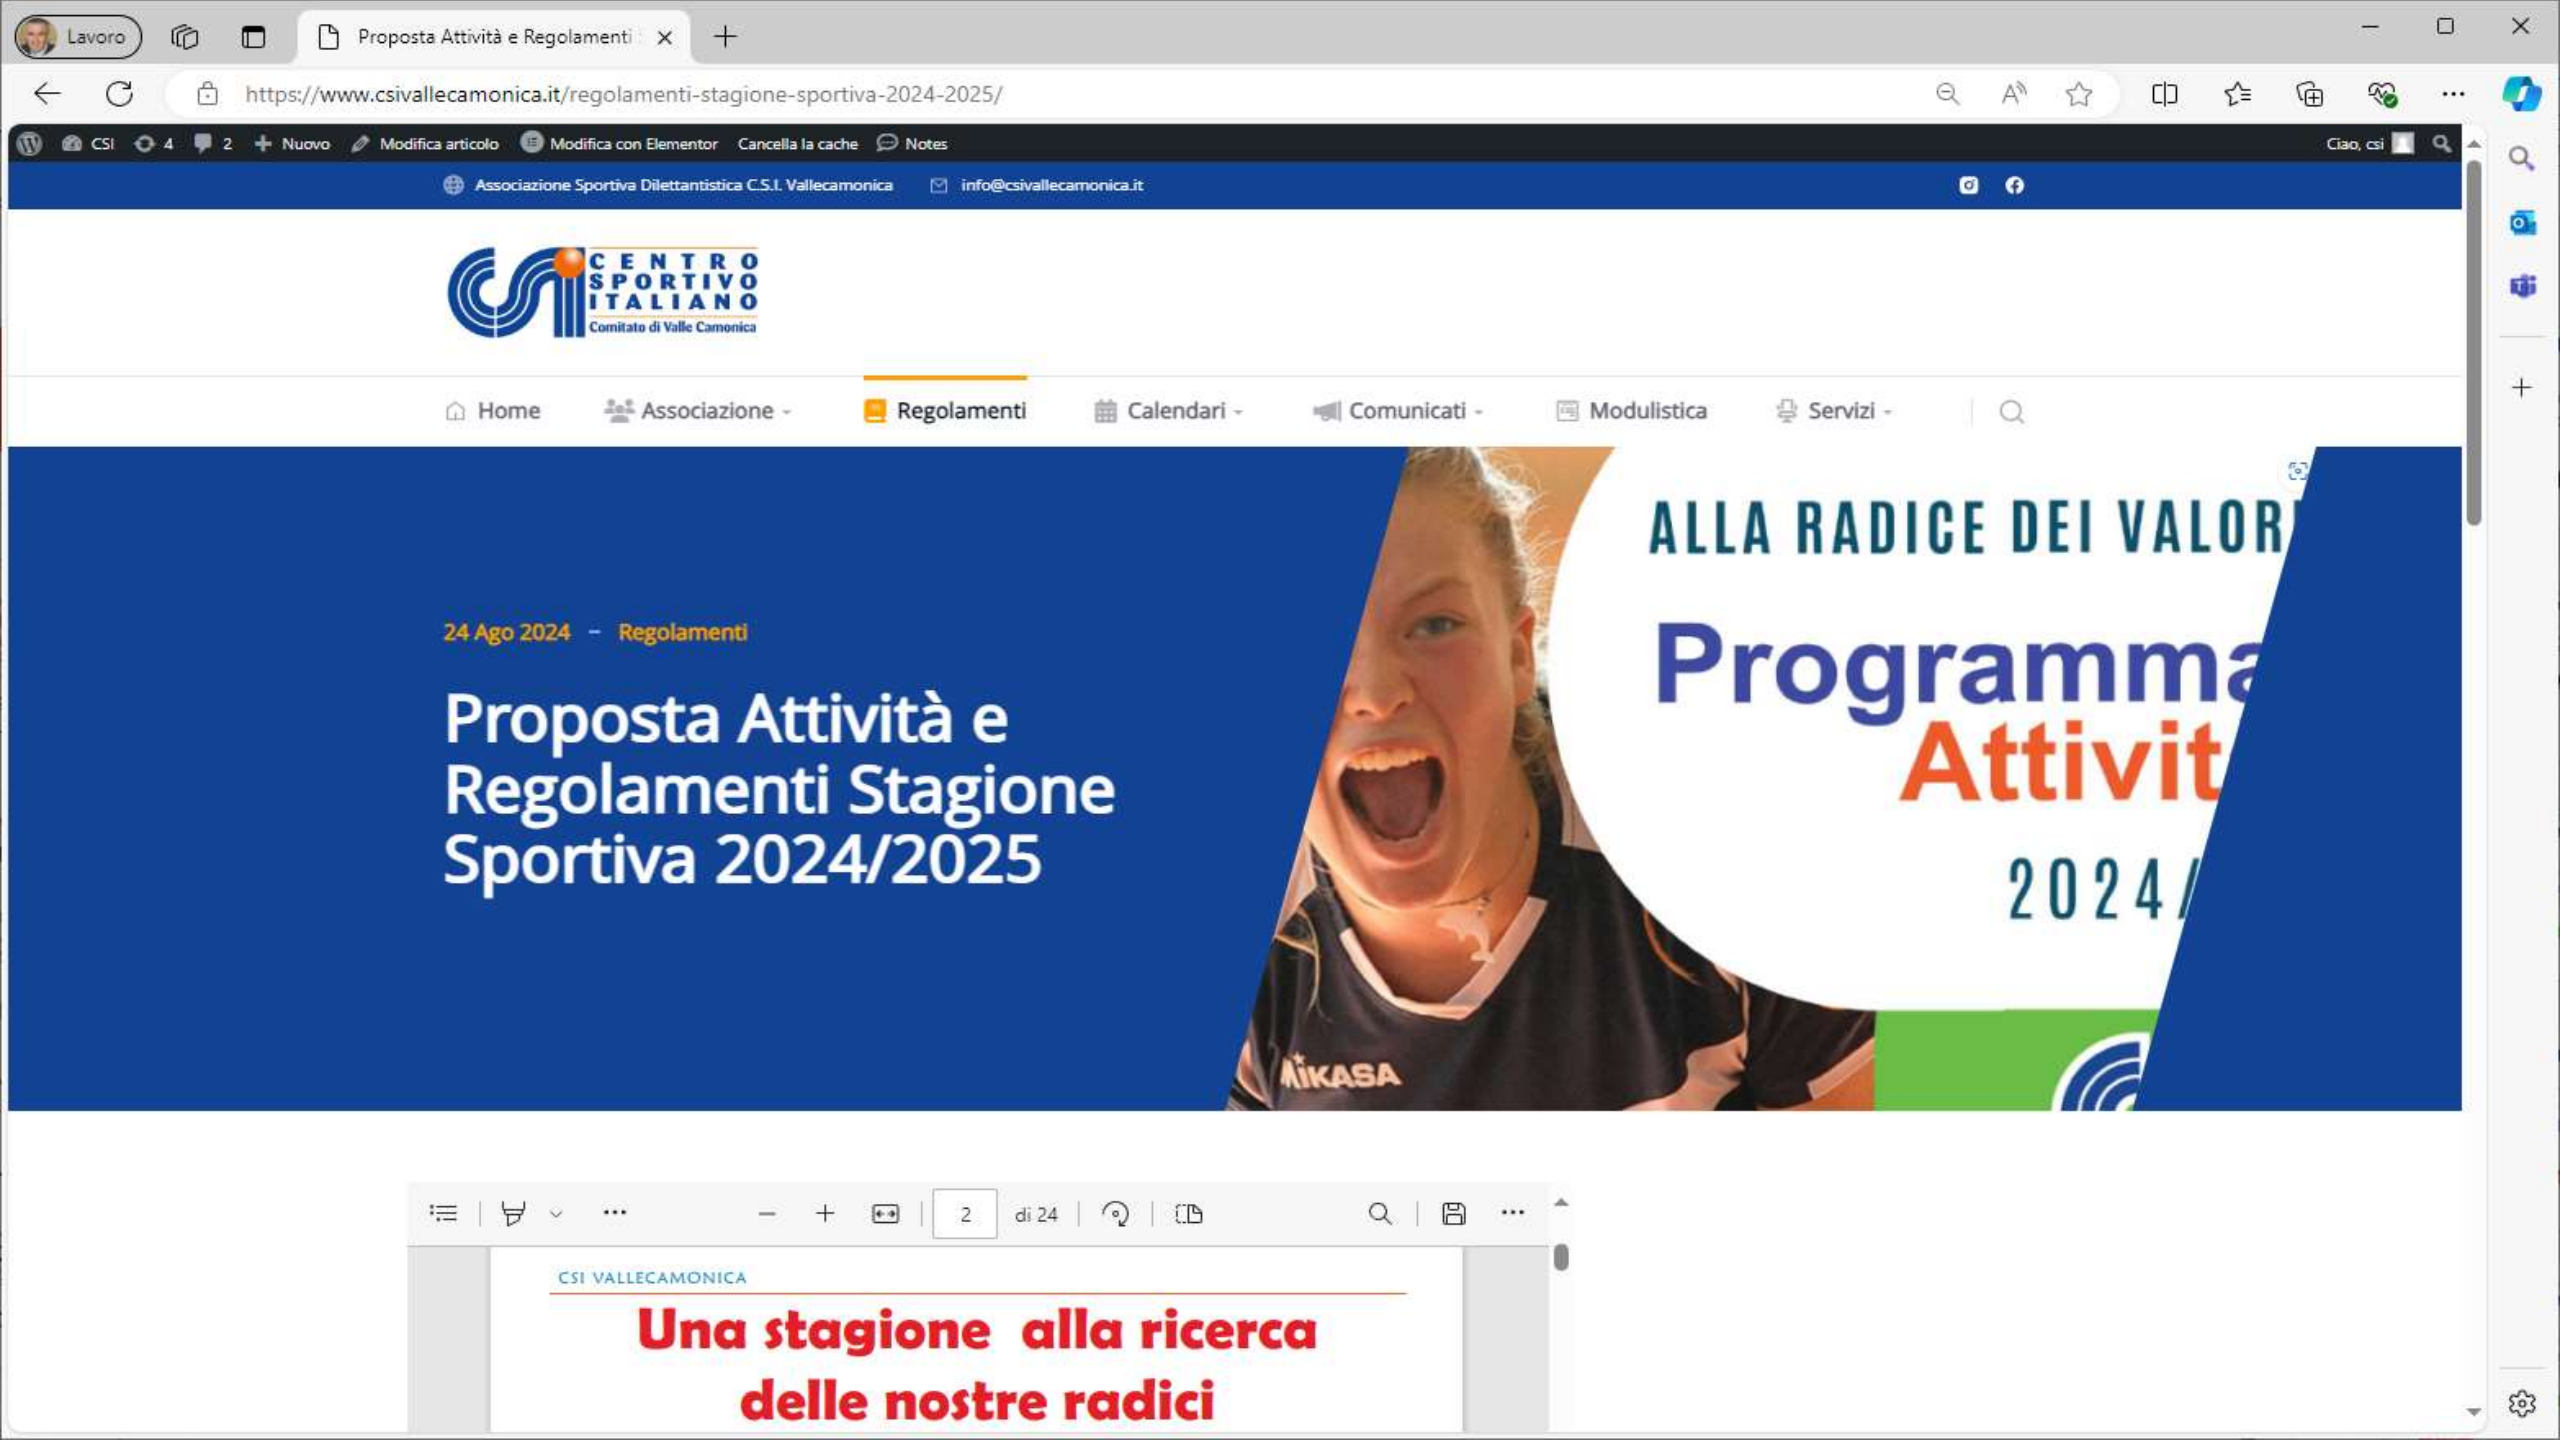 Lavoro
Proposta Attività e Regolamenti
https://www.csivallecamonica.it/regolamenti-stagione-sportiva-2024-2025/
CSI 4 2 Nuovo Modifica articolo Modifica con Elementor Cancella la cache Notes Ciao, csi
Associazione Sportiva Dilettantistica C.S.I. Vallecamonica info@csivallecamonica.it
CENTRO
SPORTIVO
ITALIANO
Comitato di Valle Camonica
Home Associazione Regolamenti Calendari Comunicati Modulistica Servizi
24 Ago 2024 – Regolamenti
Proposta Attività e
Regolamenti Stagione
Sportiva 2024/2025
ALLA RADICE DEI VALOR
Programma
Attivit
2024/
MIKASA
2 di 24
CSI VALLECAMONICA
Una stagione alla ricerca
delle nostre radici